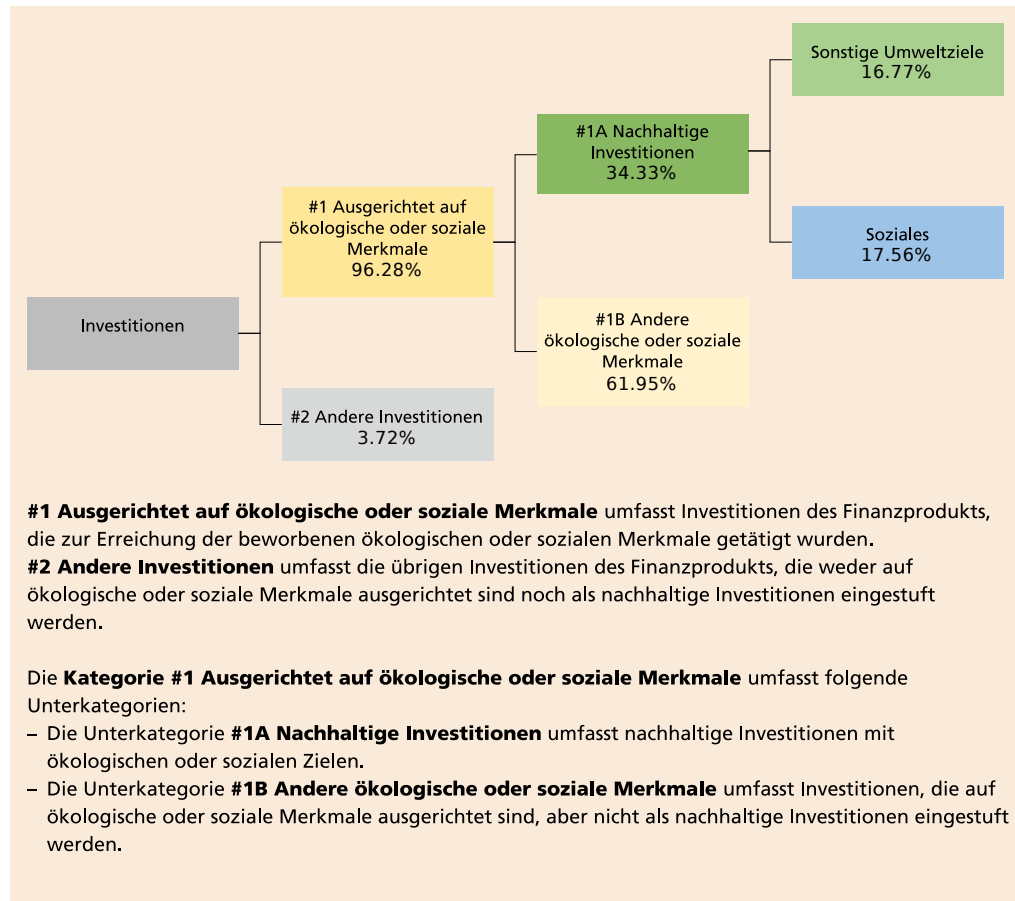 Sonstige Umweltziele
16.77%
#1A Nachhaltige
Investitionen
34.33%
#1 Ausgerichtet auf
ökologische oder soziale
Merkmale
96.28%
Soziales
17.56%
Investitionen
#1B Andere
ökologische oder soziale
Merkmale
61.95%
#2 Andere Investitionen
3.72%
#1 Ausgerichtet auf ökologische oder soziale Merkmale umfasst Investitionen des Finanzprodukts,
die zur Erreichung der beworbenen ökologischen oder sozialen Merkmale getätigt wurden.
#2 Andere Investitionen umfasst die übrigen Investitionen des Finanzprodukts, die weder auf
ökologische oder soziale Merkmale ausgerichtet sind noch als nachhaltige Investitionen eingestuft
werden.
Die Kategorie #1 Ausgerichtet auf ökologische oder soziale Merkmale umfasst folgende
Unterkategorien:
– Die Unterkategorie #1A Nachhaltige Investitionen umfasst nachhaltige Investitionen mit
ökologischen oder sozialen Zielen.
– Die Unterkategorie #1B Andere ökologische oder soziale Merkmale umfasst Investitionen, die auf
ökologische oder soziale Merkmale ausgerichtet sind, aber nicht als nachhaltige Investitionen eingestuft
werden.